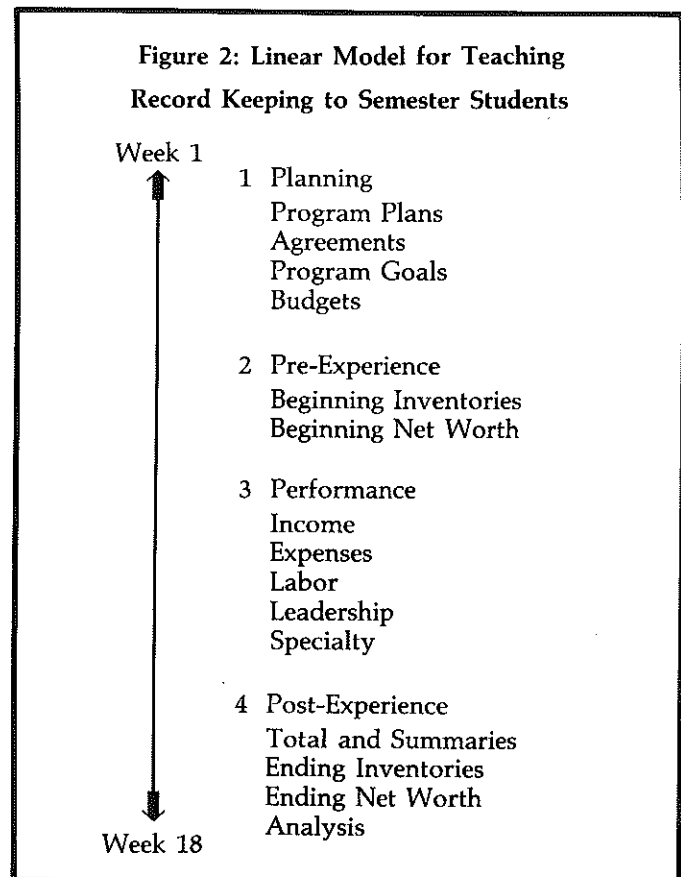 Figure 2: Linear Model for Teaching
Record Keeping to Semester Students
Week 1
1 Planning
Program Plans
Agreements
Program Goals
Budgets
2 Pre-Experience
Beginning Inventories
Beginning Net Worth
3 Performance
Income
Expenses
Labor
Leadership
Specialty
4 Post-Experience
Total and Summaries
Ending Inventories
Ending Net Worth
Analysis
Week 18